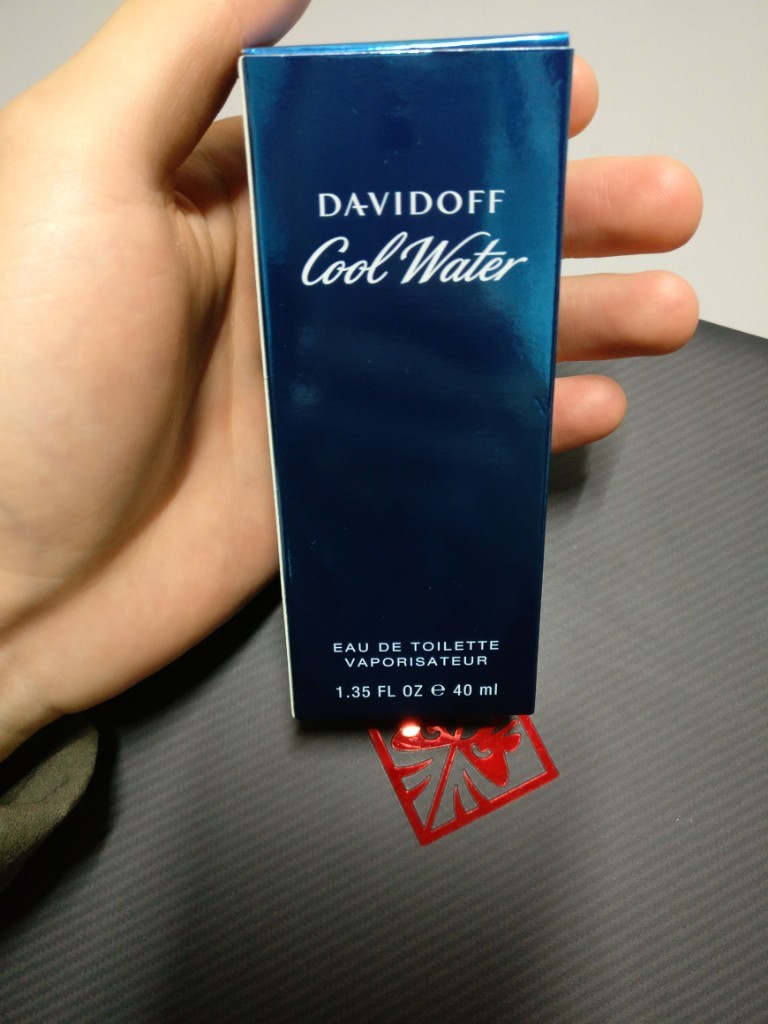 DAVIDOFF
Cool Water
EAU DE TOILETTE
VAPORISATEUR
1.35 FL OZ ℮ 40 ml